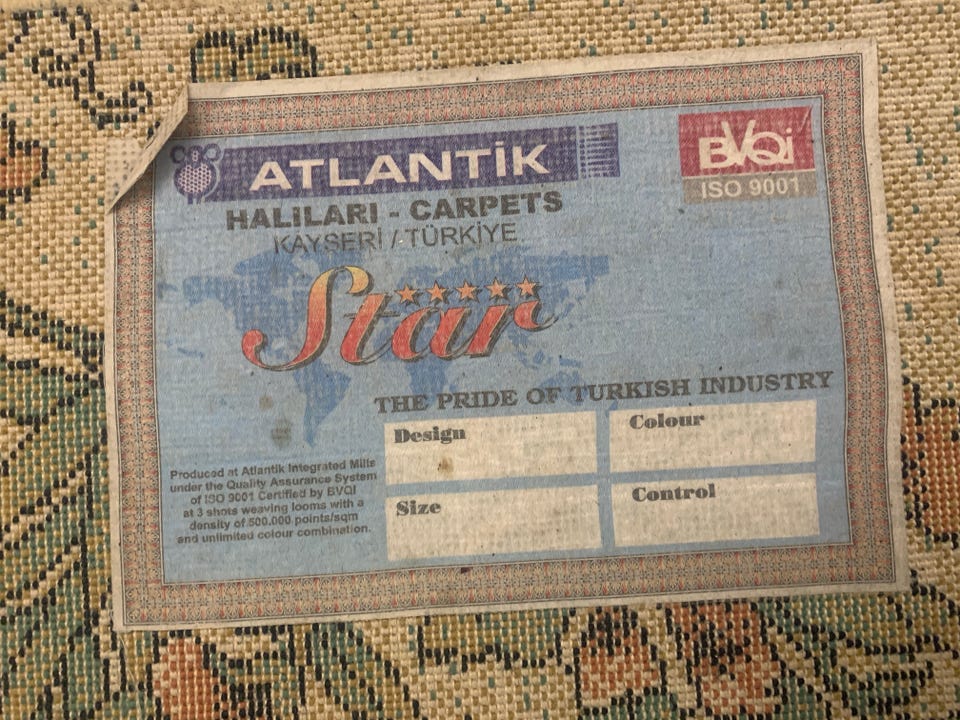 ATLANTİK
BVQi
ISO 9001
HALILARI - CARPETS
KAYSERİ / TÜRKİYE
Star
THE PRIDE OF TURKISH INDUSTRY
Design
Colour
Size
Control
Produced at Atlantik Integrated Mills
under the Quality Assurance System
of ISO 9001 Certified by BVQI
at 3 shots weaving looms with a
density of 500.000 points/sqm
and unlimited colour combination.